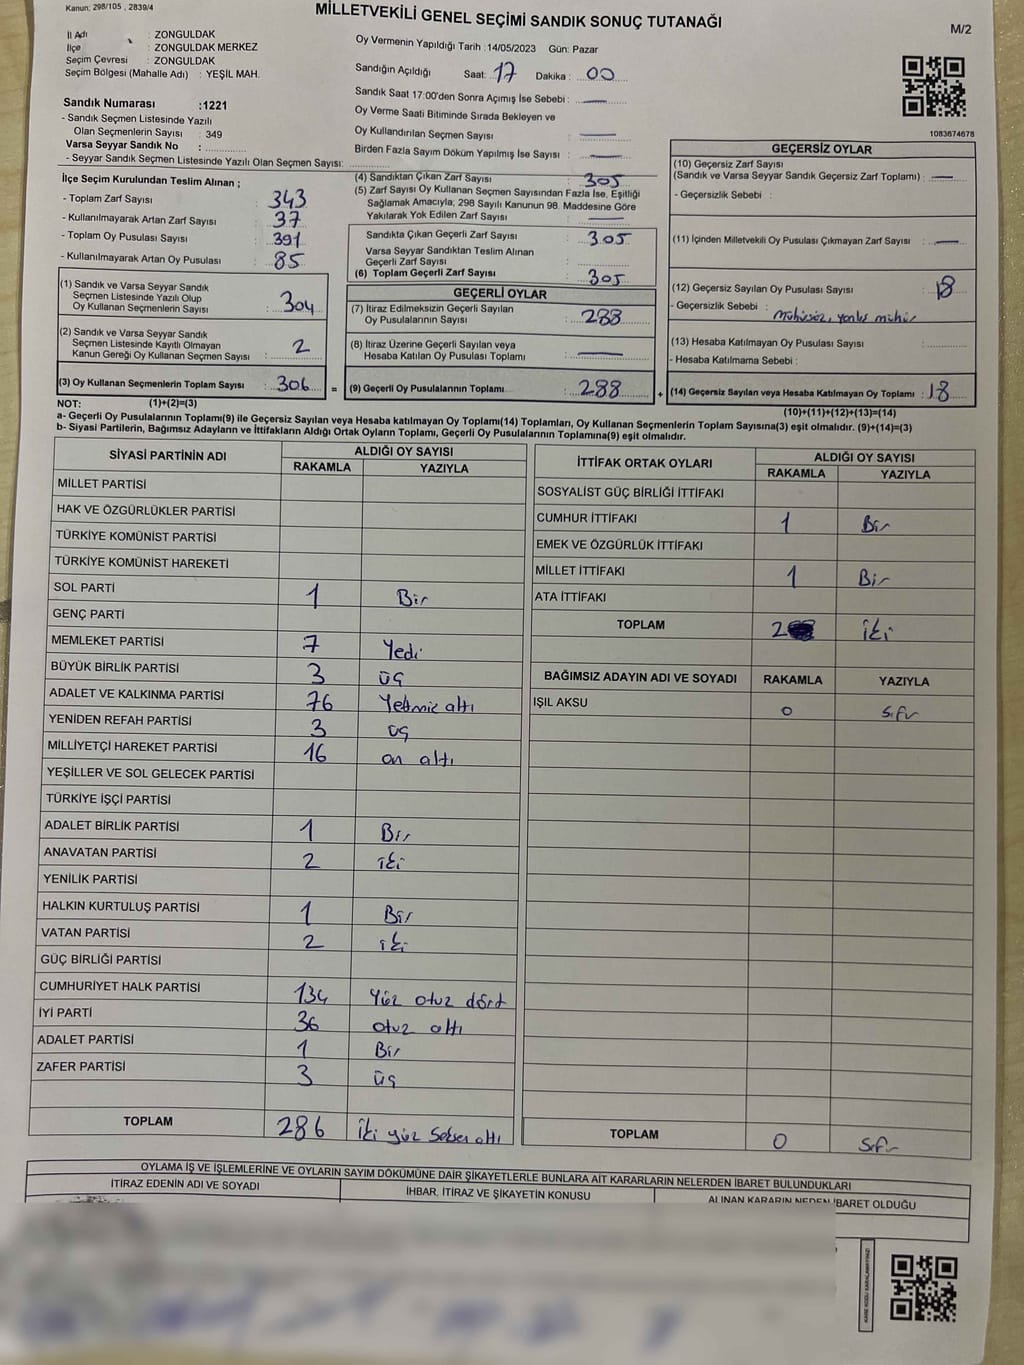 Kanun: 298/105 , 2839/4
MİLLETVEKİLİ GENEL SEÇİMİ SANDIK SONUÇ TUTANAĞI
M/2
İl Adı : ZONGULDAK
İlçe : ZONGULDAK MERKEZ
Seçim Çevresi : ZONGULDAK
Seçim Bölgesi (Mahalle Adı) : YEŞİL MAH.
Oy Vermenin Yapıldığı Tarih :14/05/2023 Gün: Pazar
Sandığın Açıldığı Saat: 17 Dakika : 00
Sandık Saat 17:00'den Sonra Açımış İse Sebebi : —
Oy Verme Saati Bitiminde Sırada Bekleyen ve
Oy Kullandırılan Seçmen Sayısı : —
Birden Fazla Sayım Döküm Yapılmış İse Sayısı : —
1083674678
Sandık Numarası :1221
- Sandık Seçmen Listesinde Yazılı
Olan Seçmenlerin Sayısı : 349
Varsa Seyyar Sandık No :
- Seyyar Sandık Seçmen Listesinde Yazılı Olan Seçmen Sayısı:
İlçe Seçim Kurulundan Teslim Alınan ;
- Toplam Zarf Sayısı : 343
- Kullanılmayarak Artan Zarf Sayısı : 37
- Toplam Oy Pusulası Sayısı : 391
- Kullanılmayarak Artan Oy Pusulası : 85
(1) Sandık ve Varsa Seyyar Sandık
Seçmen Listesinde Yazılı Olup
Oy Kullanan Seçmenlerin Sayısı : 304
(2) Sandık ve Varsa Seyyar Sandık
Seçmen Listesinde Kayıtlı Olmayan
Kanun Gereği Oy Kullanan Seçmen Sayısı : 2
(3) Oy Kullanan Seçmenlerin Toplam Sayısı : 306 =
(4) Sandıktan Çıkan Zarf Sayısı : 305
(5) Zarf Sayısı Oy Kullanan Seçmen Sayısından Fazla İse, Eşitliği
Sağlamak Amacıyla; 298 Sayılı Kanunun 98. Maddesine Göre
Yakılarak Yok Edilen Zarf Sayısı : —
Sandıkta Çıkan Geçerli Zarf Sayısı : 305
Varsa Seyyar Sandıktan Teslim Alınan
Geçerli Zarf Sayısı :
(6) Toplam Geçerli Zarf Sayısı : 305
GEÇERLİ OYLAR
(7) İtiraz Edilmeksizin Geçerli Sayılan
Oy Pusulalarının Sayısı : 288
(8) İtiraz Üzerine Geçerli Sayılan veya
Hesaba Katılan Oy Pusulası Toplamı : —
(9) Geçerli Oy Pusulalarının Toplamı : 288 +
GEÇERSİZ OYLAR
(10) Geçersiz Zarf Sayısı
(Sandık ve Varsa Seyyar Sandık Geçersiz Zarf Toplamı) : —
- Geçersizlik Sebebi :
(11) İçinden Milletvekili Oy Pusulası Çıkmayan Zarf Sayısı : —
(12) Geçersiz Sayılan Oy Pusulası Sayısı : 18
- Geçersizlik Sebebi : Mühürsüz, yanlış mühür
(13) Hesaba Katılmayan Oy Pusulası Sayısı :
- Hesaba Katılmama Sebebi :
(14) Geçersiz Sayılan veya Hesaba Katılmayan Oy Toplamı : 18
NOT: (1)+(2)=(3) (10)+(11)+(12)+(13)=(14)
a- Geçerli Oy Pusulalarının Toplamı(9) ile Geçersiz Sayılan veya Hesaba katılmayan Oy Toplamı(14) Toplamları, Oy Kullanan Seçmenlerin Toplam Sayısına(3) eşit olmalıdır. (9)+(14)=(3)
b- Siyasi Partilerin, Bağımsız Adayların ve İttifakların Aldığı Ortak Oyların Toplamı, Geçerli Oy Pusulalarının Toplamına(9) eşit olmalıdır.
SİYASİ PARTİNİN ADI ALDIĞI OY SAYISI
RAKAMLA YAZIYLA
MİLLET PARTİSİ
HAK VE ÖZGÜRLÜKLER PARTİSİ
TÜRKİYE KOMÜNİST PARTİSİ
TÜRKİYE KOMÜNİST HAREKETİ
SOL PARTİ 1 Bir
GENÇ PARTİ
MEMLEKET PARTİSİ 7 Yedi
BÜYÜK BİRLİK PARTİSİ 3 üç
ADALET VE KALKINMA PARTİSİ 76 Yetmiş altı
YENİDEN REFAH PARTİSİ 3 üç
MİLLİYETÇİ HAREKET PARTİSİ 16 on altı
YEŞİLLER VE SOL GELECEK PARTİSİ
TÜRKİYE İŞÇİ PARTİSİ
ADALET BİRLİK PARTİSİ 1 Bir
ANAVATAN PARTİSİ 2 iki
YENİLİK PARTİSİ
HALKIN KURTULUŞ PARTİSİ 1 Bir
VATAN PARTİSİ 2 iki
GÜÇ BİRLİĞİ PARTİSİ
CUMHURİYET HALK PARTİSİ 134 Yüz otuz dört
İYİ PARTİ 36 otuz altı
ADALET PARTİSİ 1 Bir
ZAFER PARTİSİ 3 üç
TOPLAM 286 İki yüz Seksen altı
İTTİFAK ORTAK OYLARI ALDIĞI OY SAYISI
RAKAMLA YAZIYLA
SOSYALİST GÜÇ BİRLİĞİ İTTİFAKI
CUMHUR İTTİFAKI 1 Bir
EMEK VE ÖZGÜRLÜK İTTİFAKI
MİLLET İTTİFAKI 1 Bir
ATA İTTİFAKI
TOPLAM 2 iki
BAĞIMSIZ ADAYIN ADI VE SOYADI RAKAMLA YAZIYLA
IŞIL AKSU 0 Sıfır
TOPLAM 0 Sıfır
OYLAMA İŞ VE İŞLEMLERİNE VE OYLARIN SAYIM DÖKÜMÜNE DAİR ŞİKAYETLERLE BUNLARA AİT KARARLARIN NELERDEN İBARET BULUNDUKLARI
İTİRAZ EDENİN ADI VE SOYADI İHBAR, İTİRAZ VE ŞİKAYETİN KONUSU ALINAN KARARIN NEDEN İBARET OLDUĞU
KARE KODU KARALAMAYINIZ!